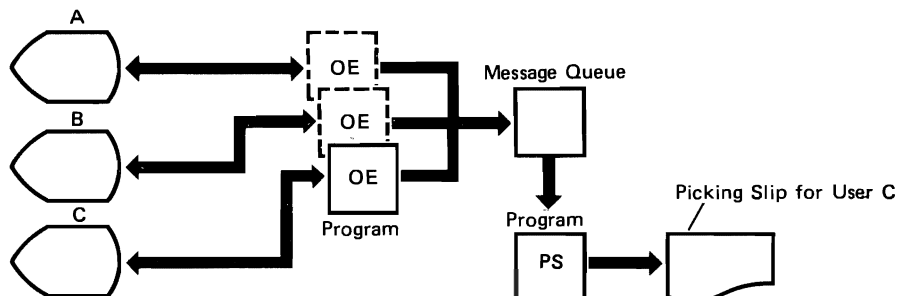 A
OE
Message Queue
B
OE
OE
Picking Slip for User C
C
Program
Program
PS